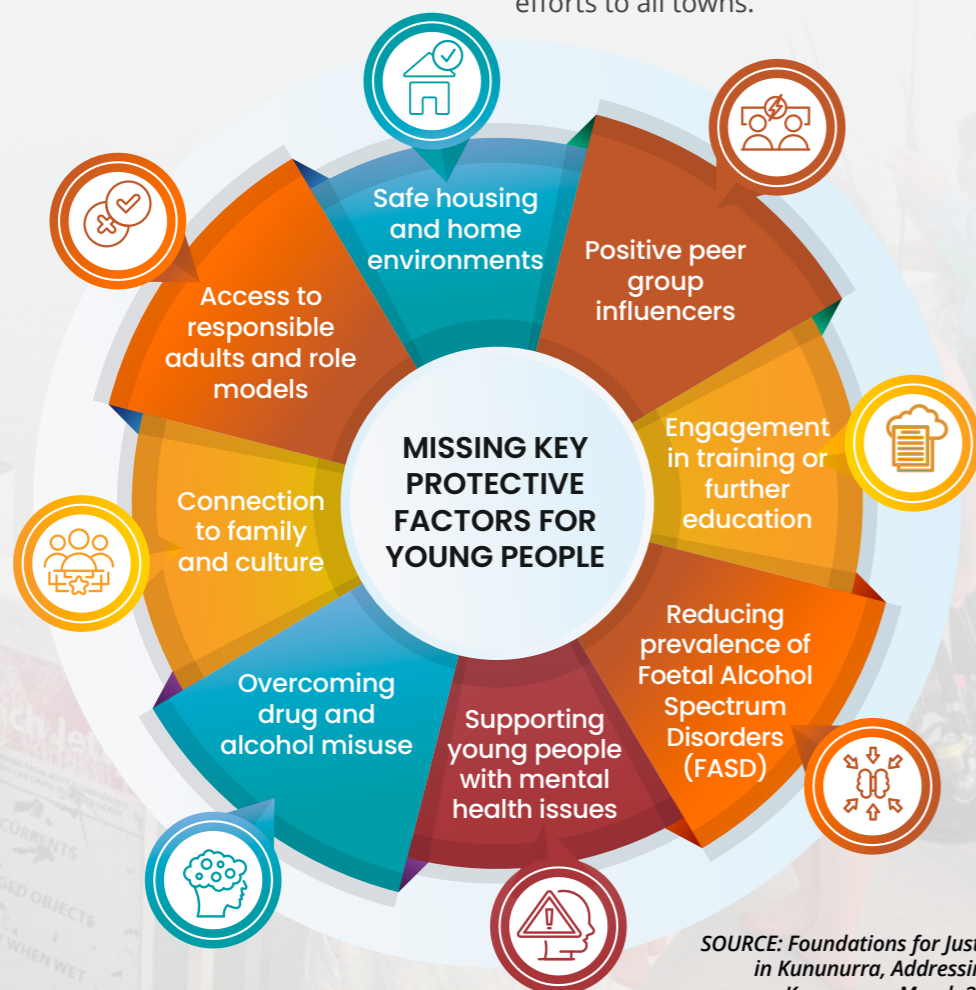 efforts to all towns.
Safe housing
and home
environments
Positive peer
group
influencers
Engagement
in training or
further
education
Reducing
prevalence of
Foetal Alcohol
Spectrum
Disorders
(FASD)
Supporting
young people
with mental
health issues
Overcoming
drug and
alcohol misuse
Connection
to family
and culture
Access to
responsible
adults and role
models
MISSING KEY
PROTECTIVE
FACTORS FOR
YOUNG PEOPLE
CURRENTS
OBJECTS
WHEN WET
SOURCE: Foundations for Just
in Kununurra, Addressin